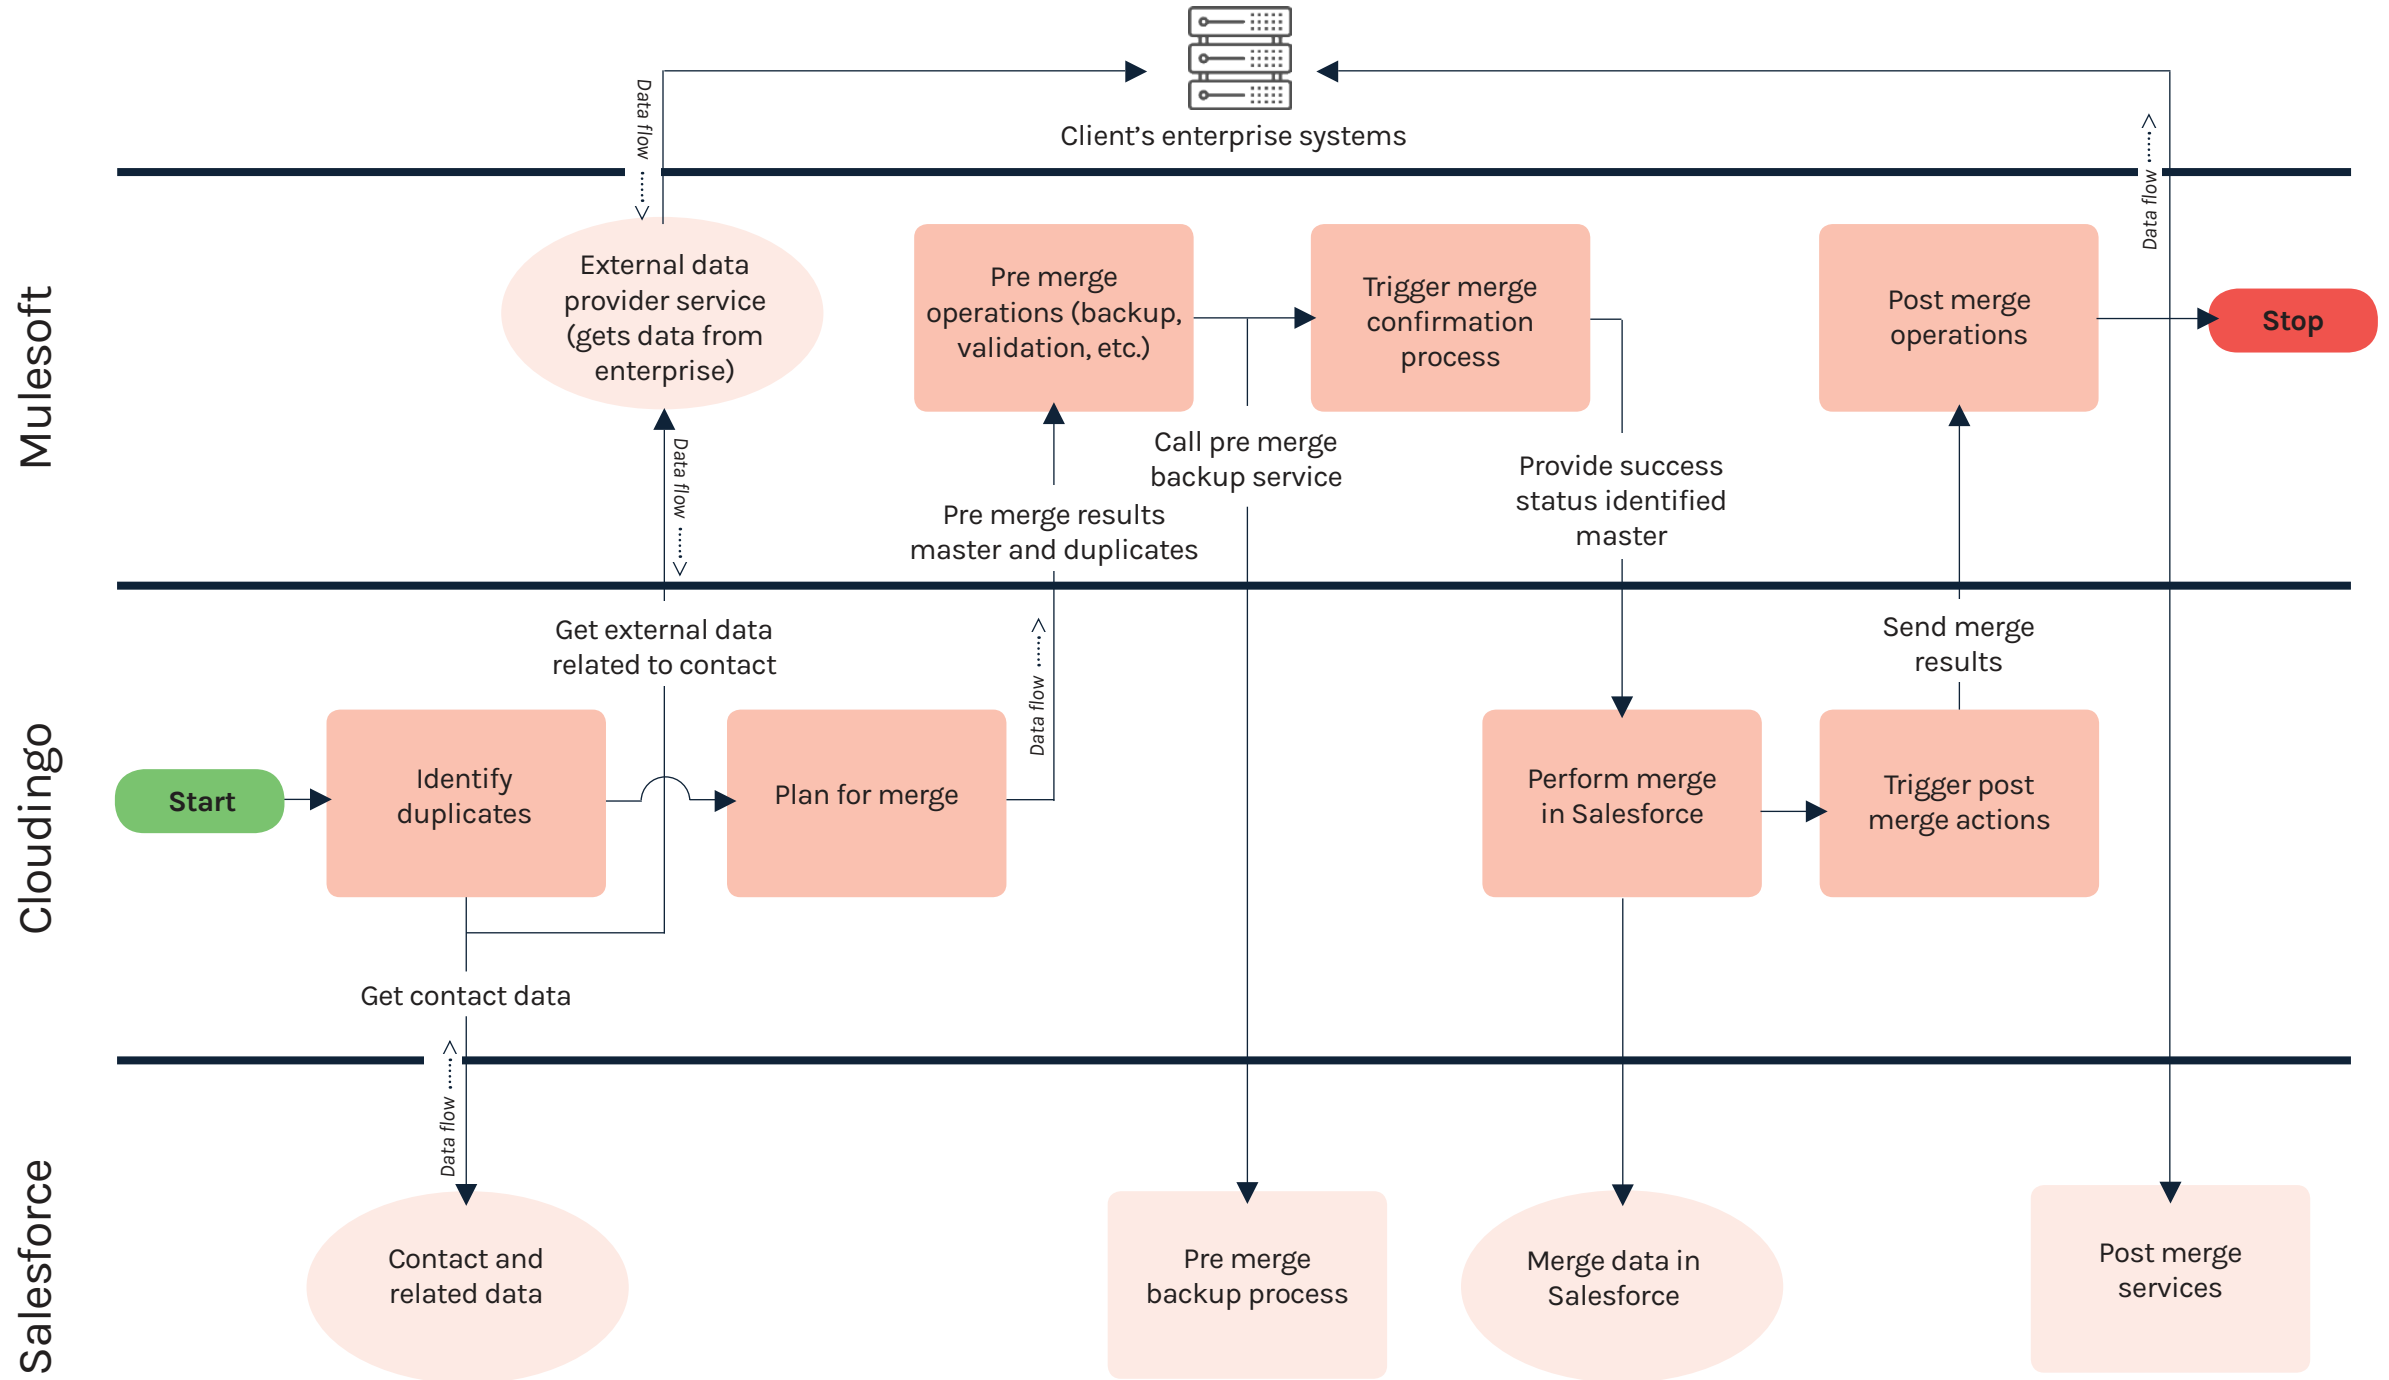 Data flow
Client's enterprise systems
Data flow
Mulesoft
External data
provider service
(gets data from
enterprise)
Pre merge
operations (backup,
validation, etc.)
Trigger merge
confirmation
process
Post merge
operations
Stop
Data flow
Call pre merge
backup service
Pre merge results
master and duplicates
Provide success
status identified
master
Cloudingo
Get external data
related to contact
Data flow
Send merge
results
Start
Identify
duplicates
Plan for merge
Perform merge
in Salesforce
Trigger post
merge actions
Get contact data
Salesforce
Data flow
Contact and
related data
Pre merge
backup process
Merge data in
Salesforce
Post merge
services